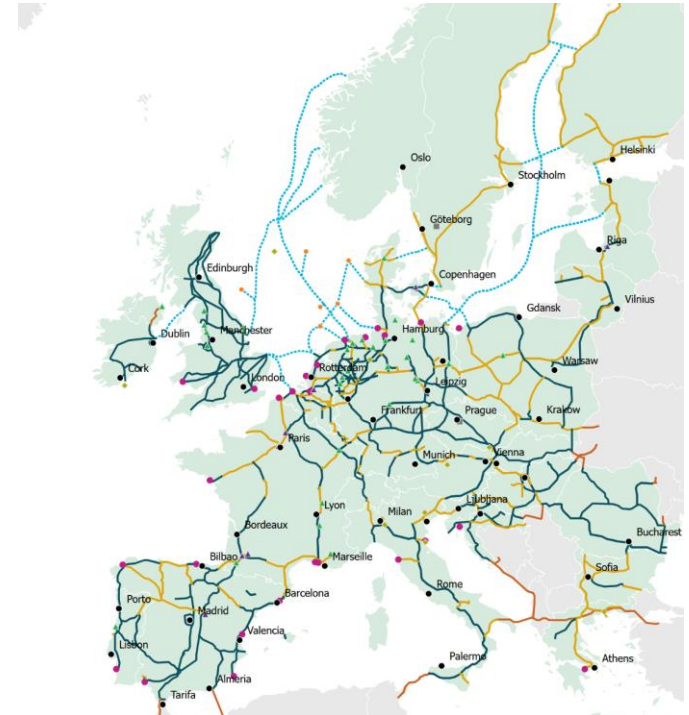 Oslo
Helsinki
Stockholm
Göteborg
Riga
Edinburgh
Copenhagen
Vilnius
Gdansk
Dublin
Manchester
Hamburg
Cork
London
Rotterdam
Warsaw
Leipzig
Frankfurt
Prague
Krakow
Paris
Munich
Vienna
Lyon
Milan
Ljubljana
Bordeaux
Bucharest
Bilbao
Marseille
Sofia
Porto
Barcelona
Rome
Madrid
Valencia
Lisbon
Palermo
Athens
Almeria
Tarifa